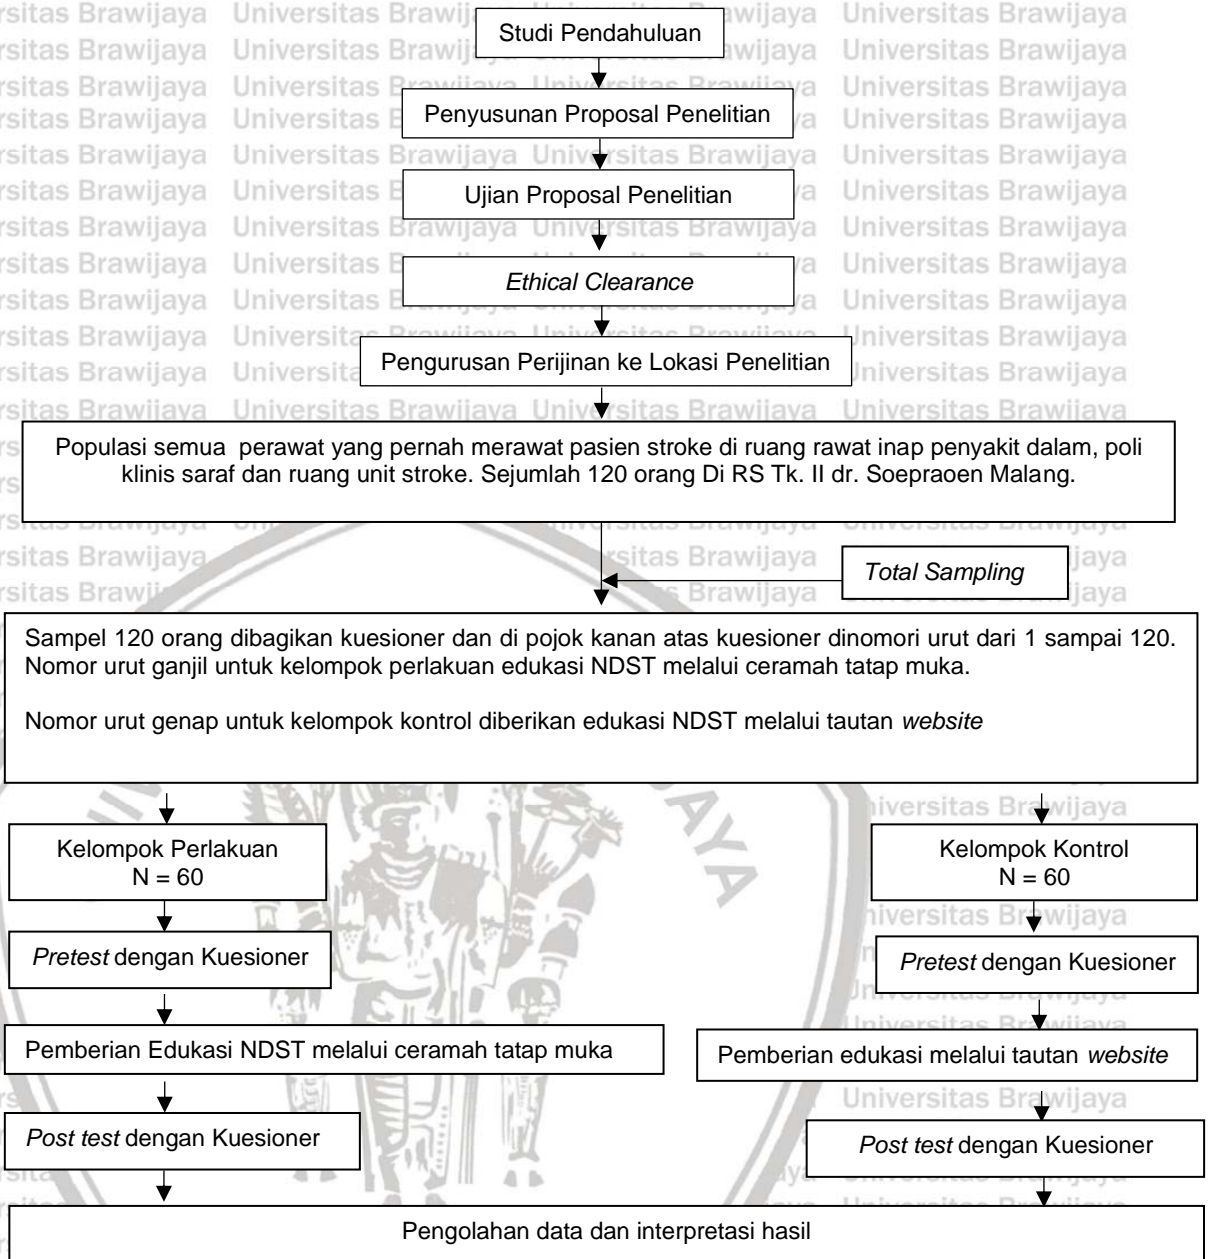 Studi Pendahuluan
Penyusunan Proposal Penelitian
Ujian Proposal Penelitian
Ethical Clearance
Pengurusan Perijinan ke Lokasi Penelitian
Populasi semua perawat yang pernah merawat pasien stroke di ruang rawat inap penyakit dalam, poli
klinis saraf dan ruang unit stroke. Sejumlah 120 orang Di RS Tk. II dr. Soepraoen Malang.
Total Sampling
Sampel 120 orang dibagikan kuesioner dan di pojok kanan atas kuesioner dinomori urut dari 1 sampai 120.
Nomor urut ganjil untuk kelompok perlakuan edukasi NDST melalui ceramah tatap muka.
Nomor urut genap untuk kelompok kontrol diberikan edukasi NDST melalui tautan website
Kelompok Perlakuan
N = 60
Kelompok Kontrol
N = 60
Pretest dengan Kuesioner
Pretest dengan Kuesioner
Pemberian Edukasi NDST melalui ceramah tatap muka
Pemberian edukasi melalui tautan website
Post test dengan Kuesioner
Post test dengan Kuesioner
Pengolahan data dan interpretasi hasil